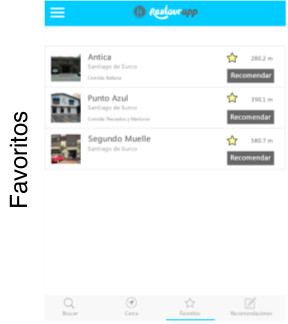 Restaurapp
Favoritos
Antica
280.2 m
Santiago de Surco
Comida: Italiana
Recomendar
Punto Azul
390.1 m
Santiago de Surco
Comida: Pescados y Mariscos
Recomendar
Segundo Muelle
580.7 m
Santiago de Surco
Recomendar
Buscar
Cerca
Favoritos
Recomendaciones